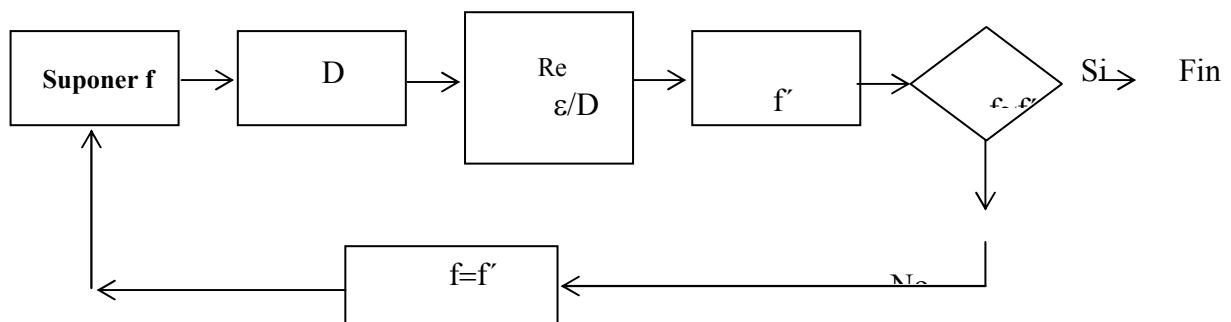 Suponer f
D
Re
ε/D
f´
Si
Fin
f=f´